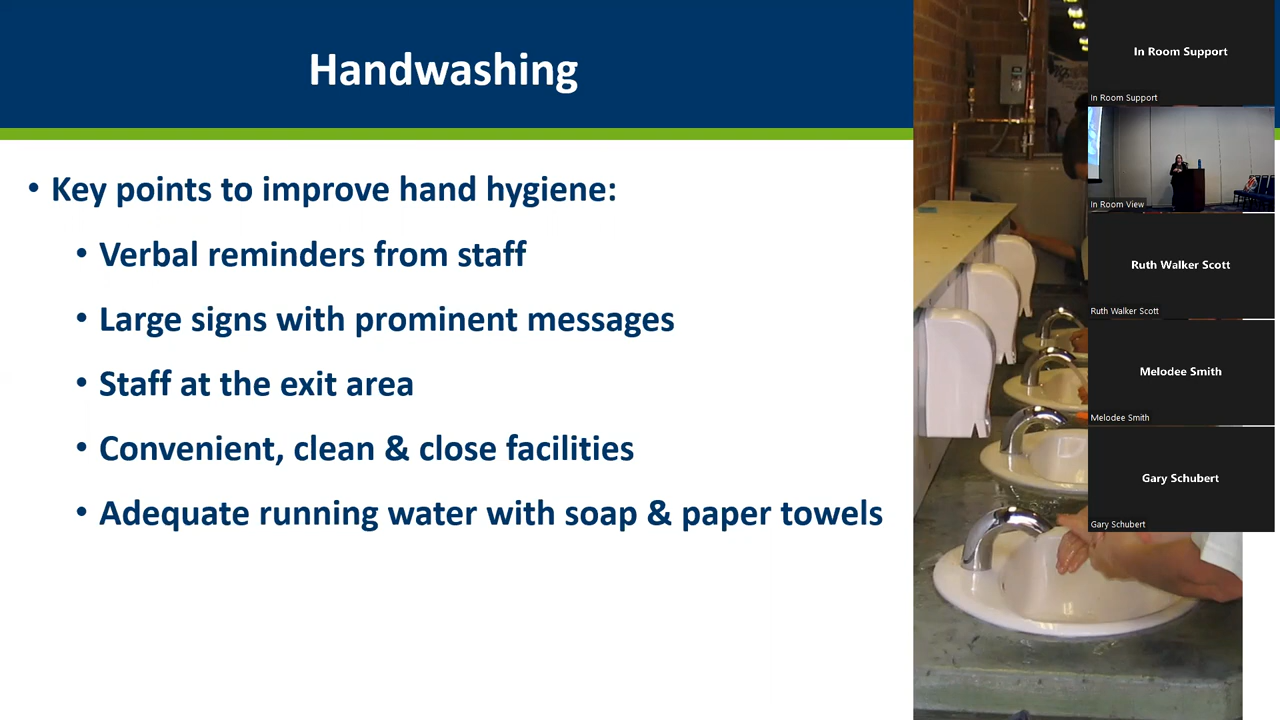 Handwashing
• Key points to improve hand hygiene:
• Verbal reminders from staff
• Large signs with prominent messages
• Staff at the exit area
• Convenient, clean & close facilities
• Adequate running water with soap & paper towels
In Room Support
In Room Support
In Room View
Ruth Walker Scott
Ruth Walker Scott
Melodee Smith
Melodee Smith
Gary Schubert
Gary Schubert